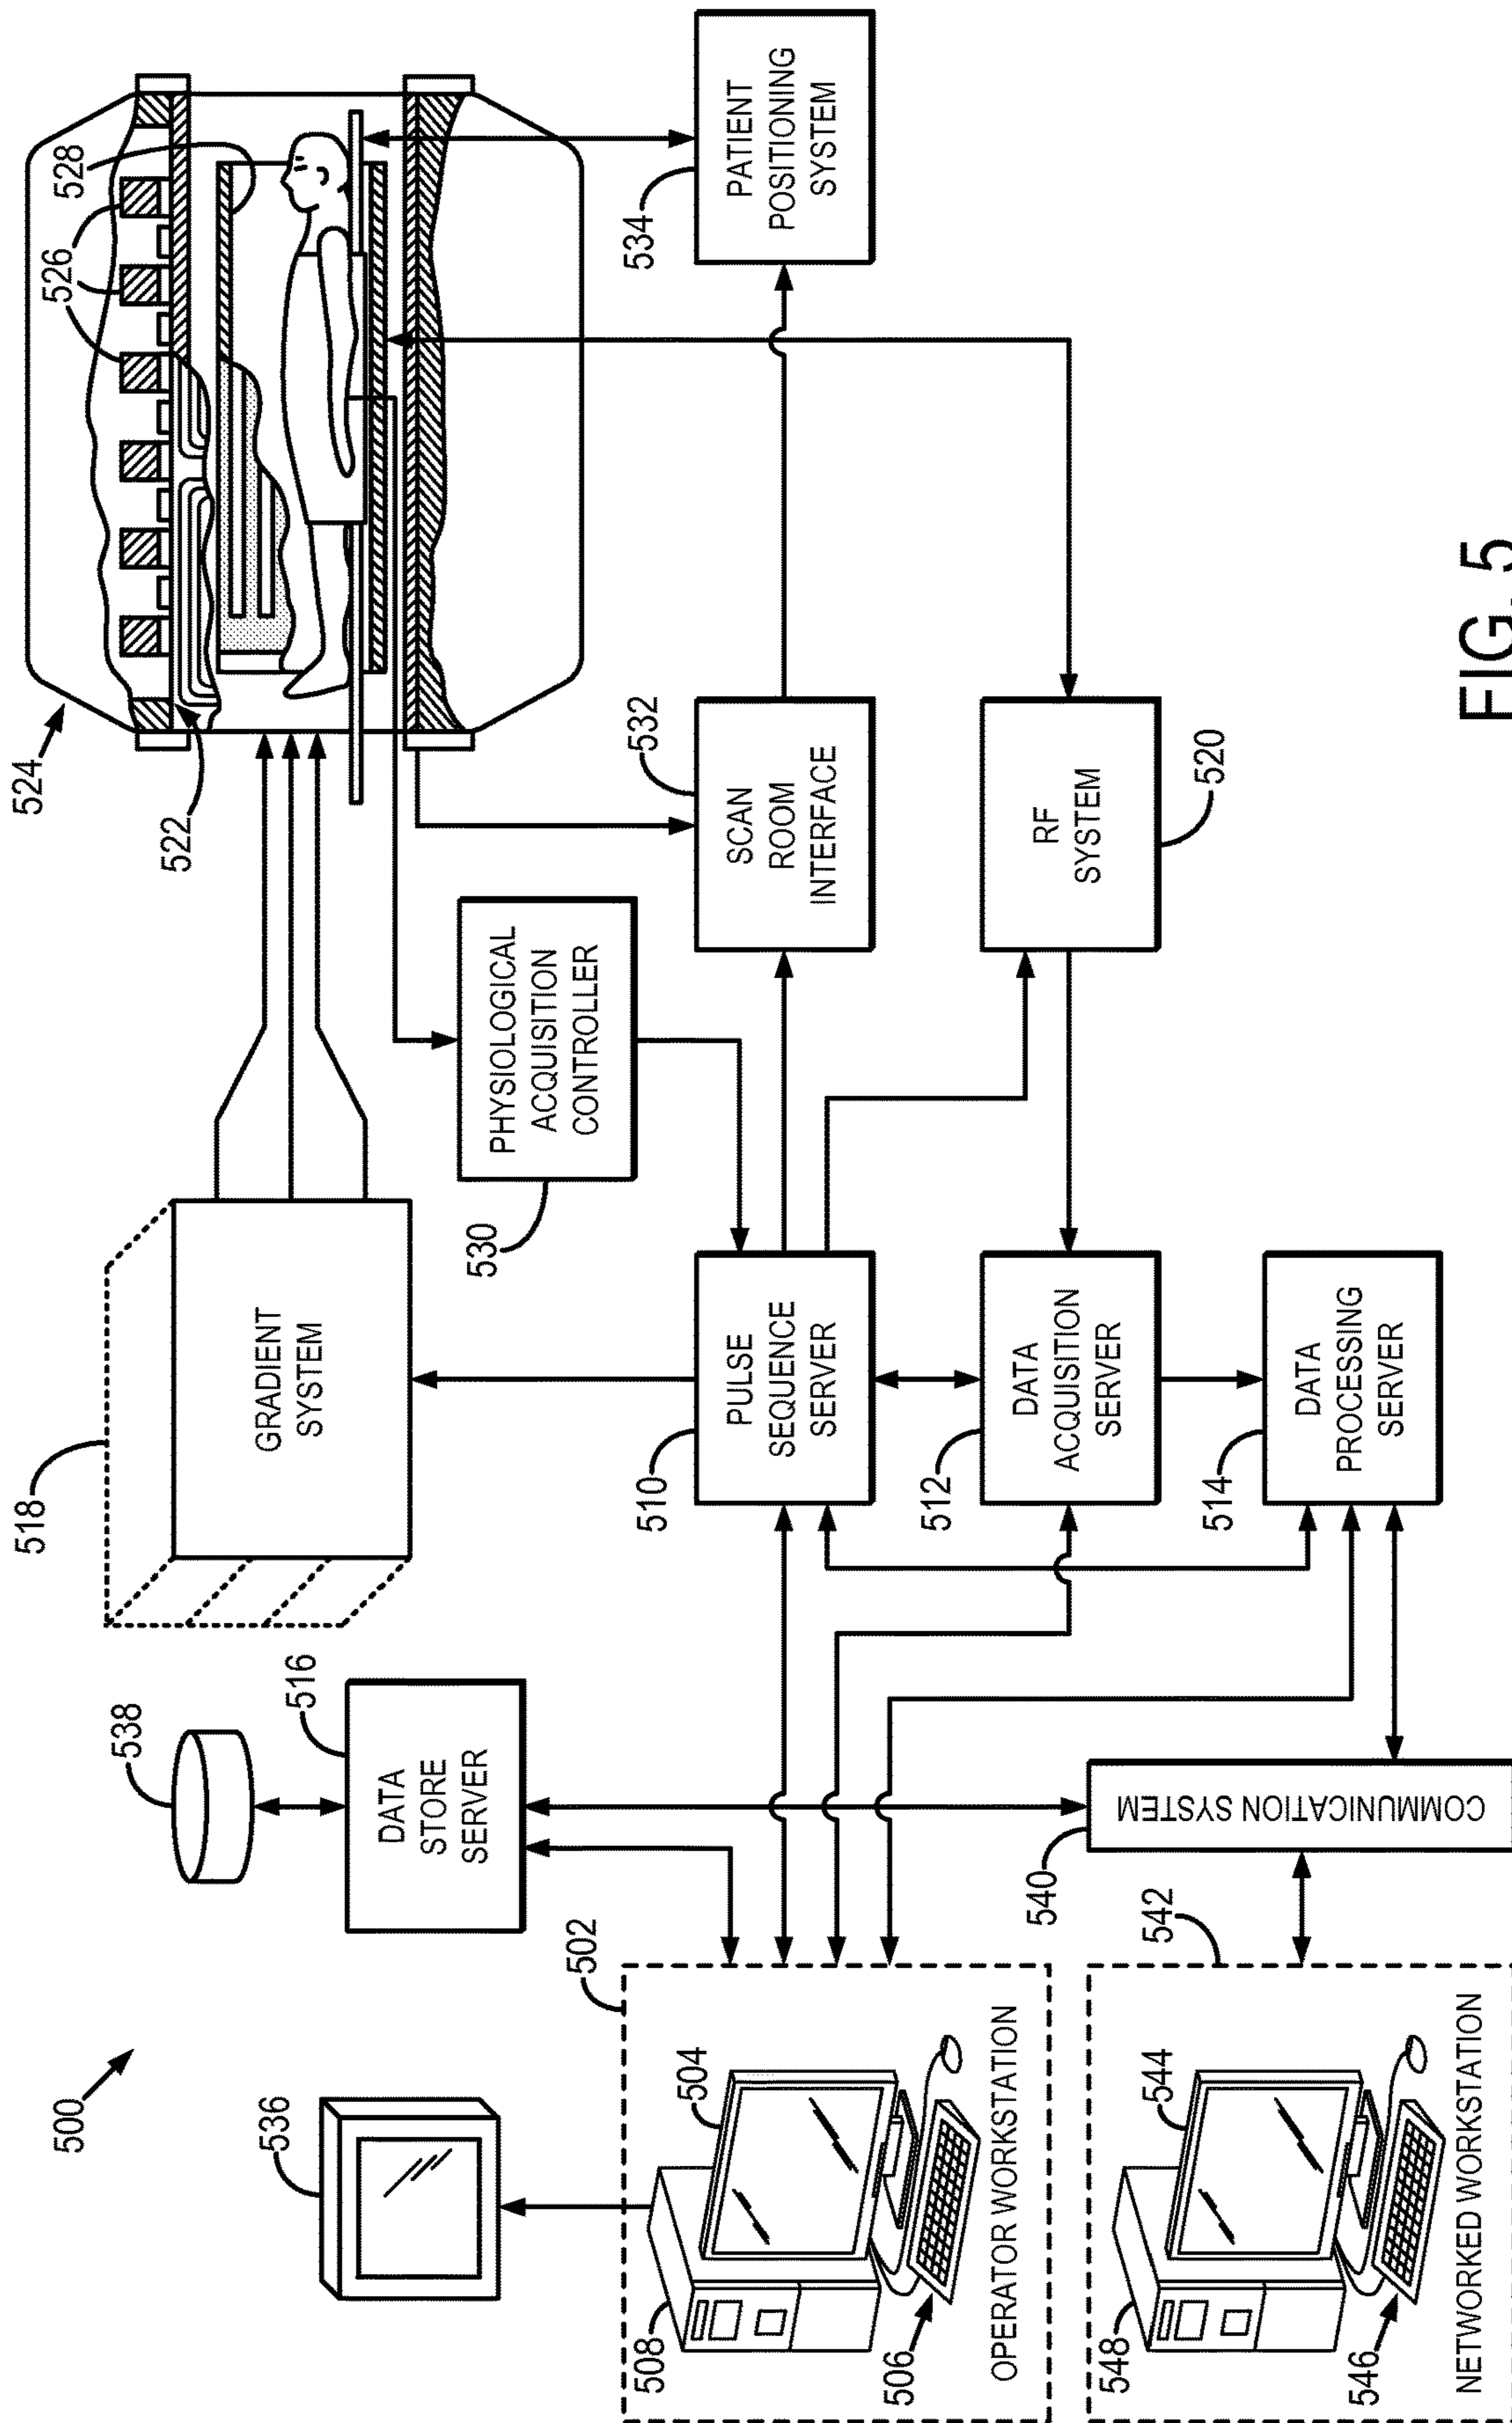 500
536
538
518
524
526
528
522
516
DATA
STORE
SERVER
GRADIENT
SYSTEM
PHYSIOLOGICAL
ACQUISITION
CONTROLLER
530
502
504
508
506
OPERATOR WORKSTATION
510
PULSE
SEQUENCE
SERVER
532
SCAN
ROOM
INTERFACE
534
PATIENT
POSITIONING
SYSTEM
512
DATA
ACQUISITION
SERVER
RF
SYSTEM
520
540
COMMUNICATION SYSTEM
514
DATA
PROCESSING
SERVER
542
544
548
546
NETWORKED WORKSTATION
FIG. 5